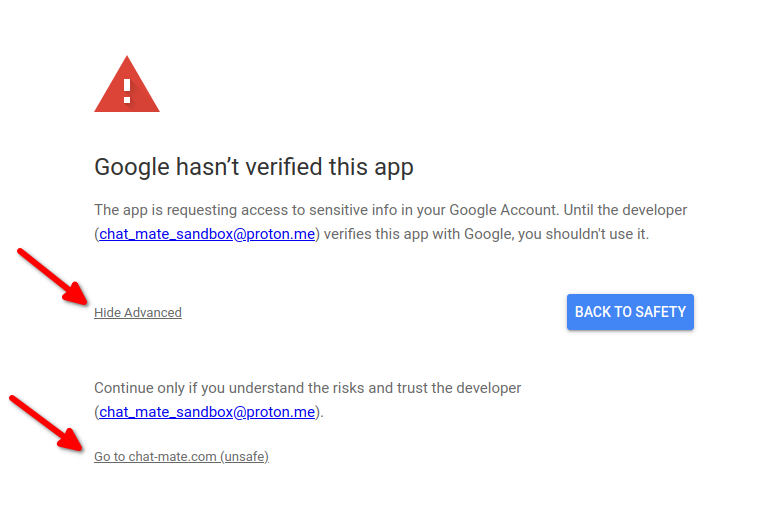 Google hasn’t verified this app
The app is requesting access to sensitive info in your Google Account. Until the developer
(chat_mate_sandbox@proton.me) verifies this app with Google, you shouldn't use it.
Hide Advanced
BACK TO SAFETY
Continue only if you understand the risks and trust the developer
(chat_mate_sandbox@proton.me).
Go to chat-mate.com (unsafe)